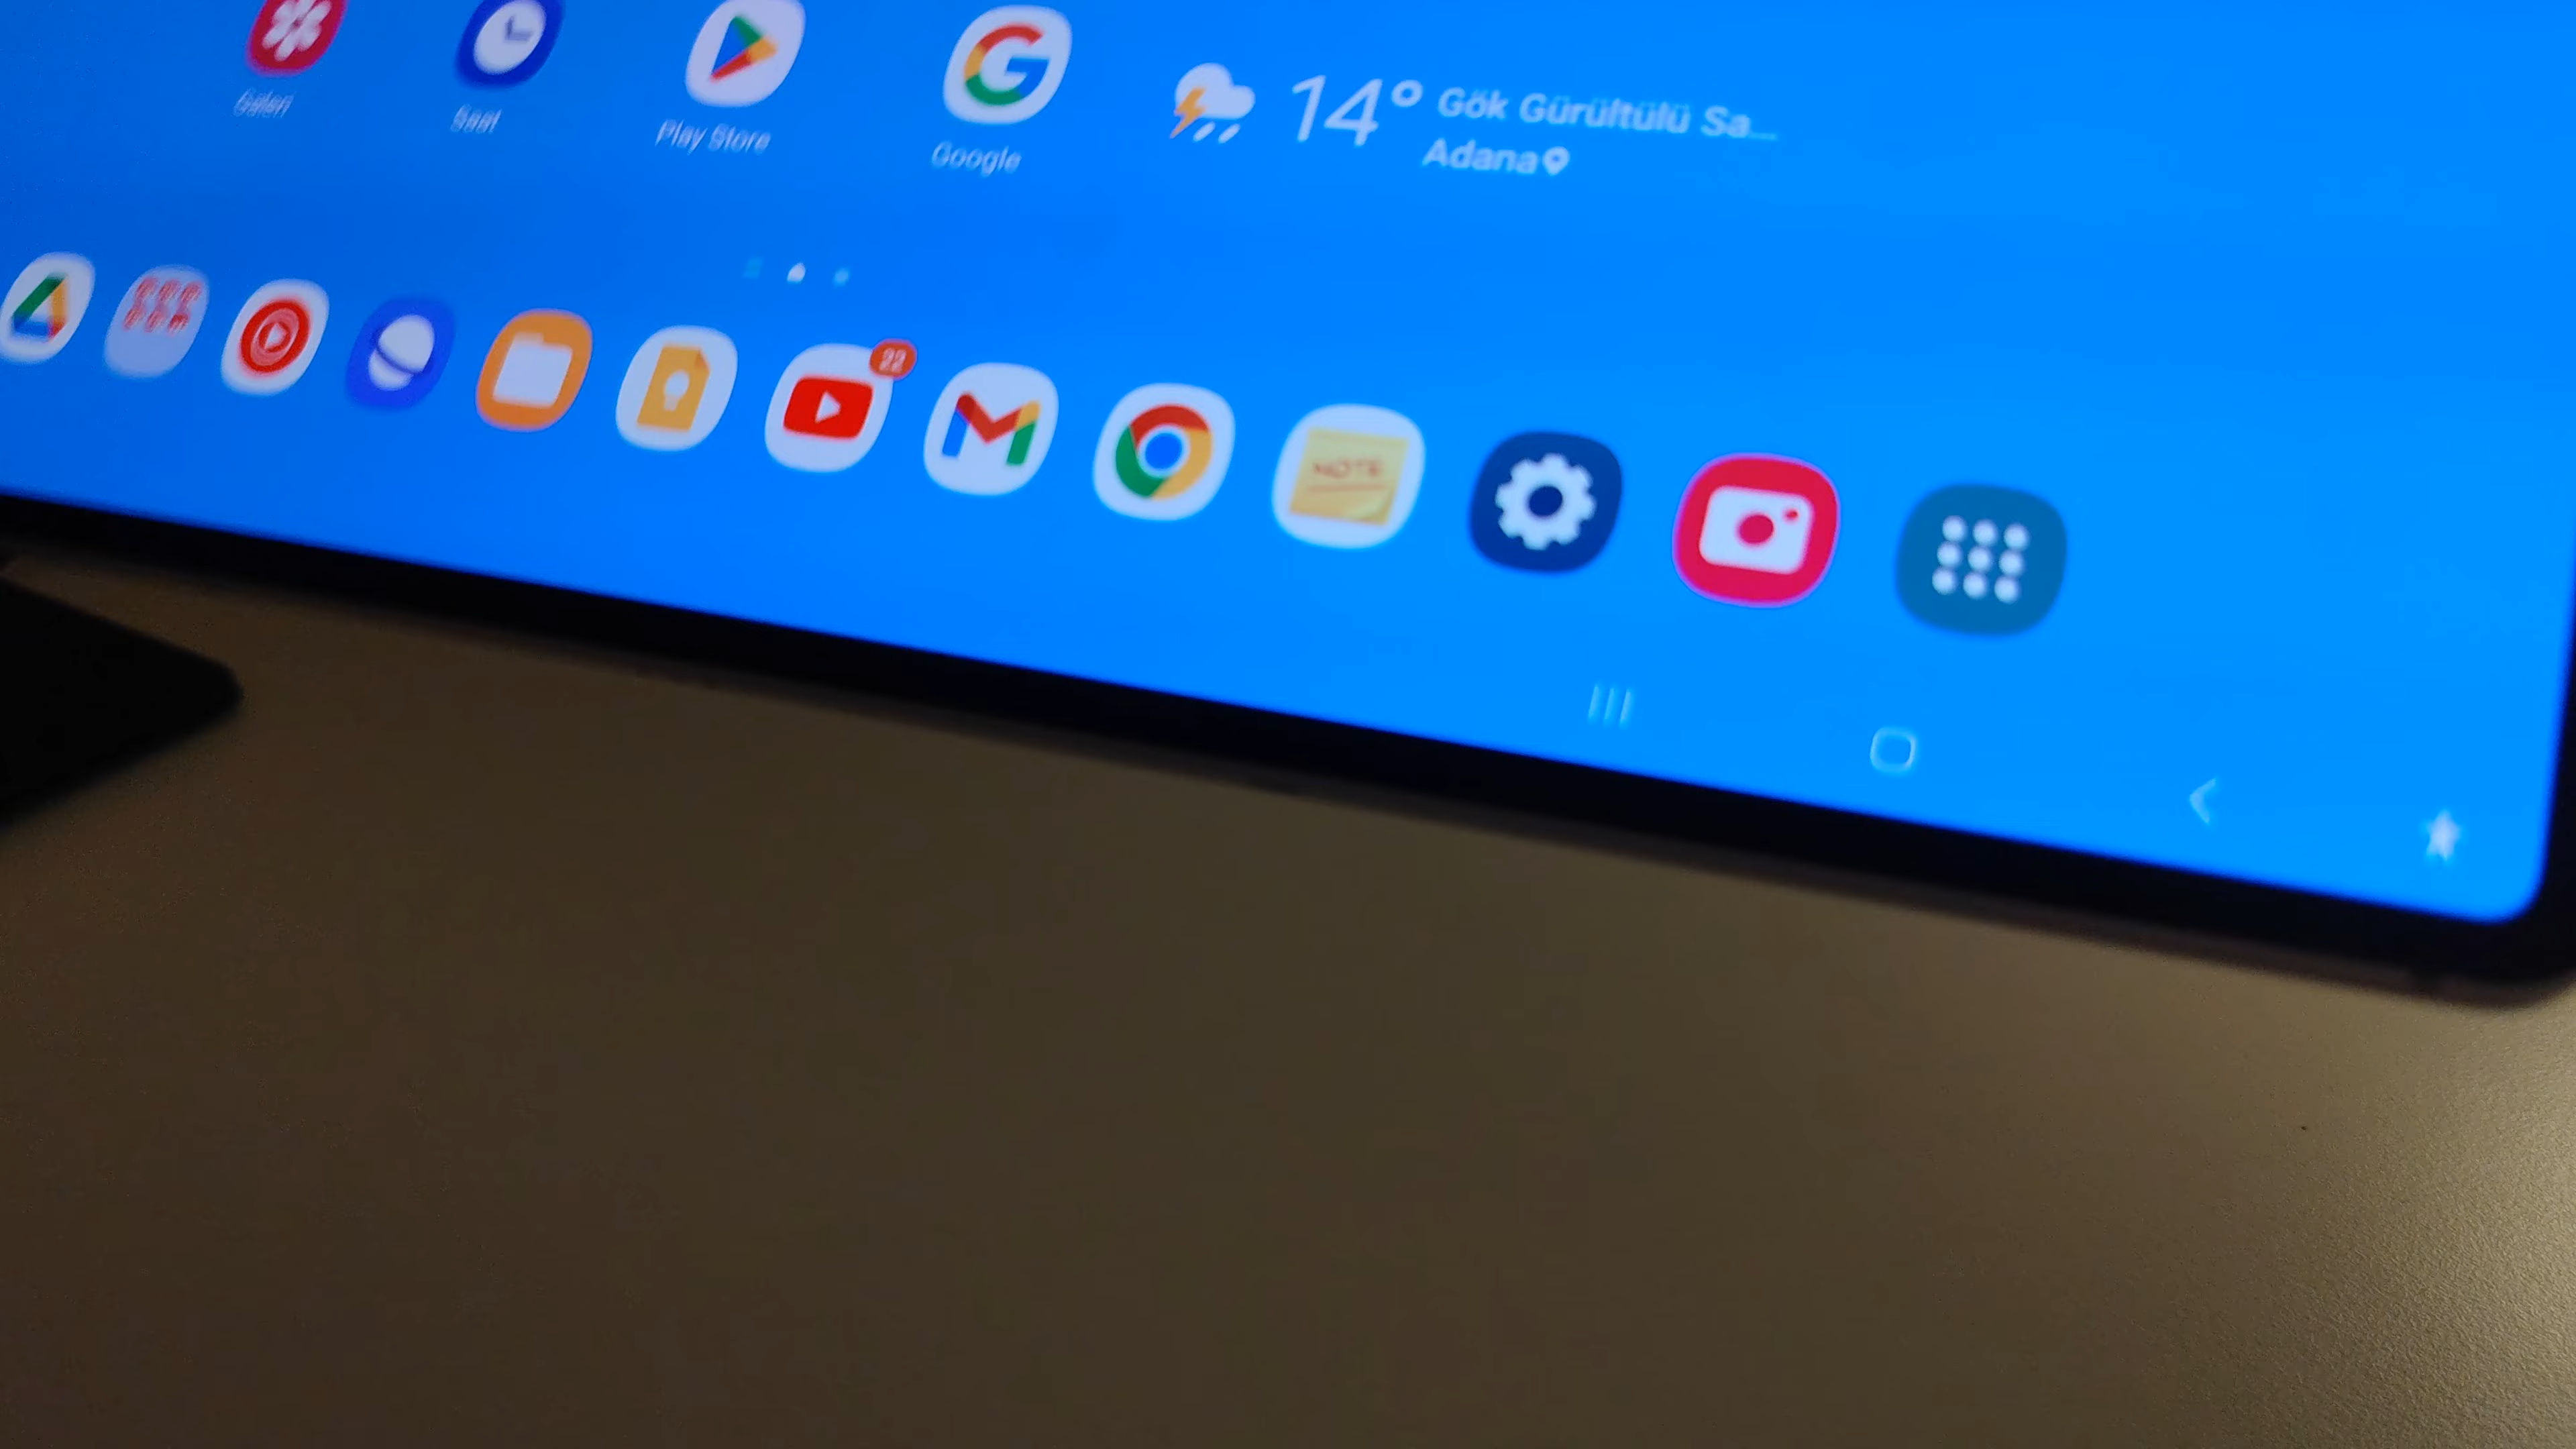 Galeri
Saat
Play Store
Google
14° Gök Gürültülü Sa...
Adana
22
NOTE